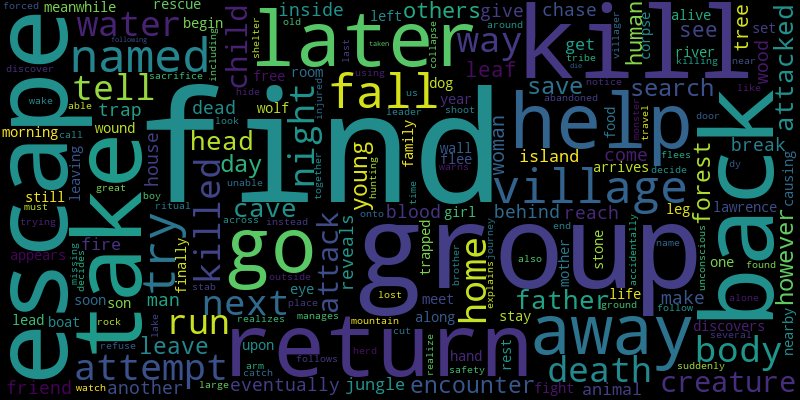 meanwhile rescue old inside others give chase human
forced water begin left around alive see tree
discover named later way kill
including child shelter villager get corpse river set attacked
escape sacrifice free room last using us dog tribe killing near wood
wake able tell hide injured fall leaf save die notice like
morning call trap dead wolf year leader shoot food abandoned search door
wound look find help monster travel
leaving house head night together young family wall flee woman island come flees decide break
still great take day hunting arrives village forest back causing
must boy ritual unable cave time warns behind reach leg lawrence
trying try killed across instead blood girl onto end journey name unconscious however
appears fire finally go attack reveals trapped group home stone also accidentally one found
missing decides soon son outside lost explains mother life ground make alone
lead boat man stab next eye place meet brother father follow nearby
rock lake run realizes manages mountain along stay away discovers several
refuse leave upon return cut realize hand rest body
attempt arm follows herd safety death suddenly
friend watch another large eventually catch jungle encounter fight animal creature
following taken dy